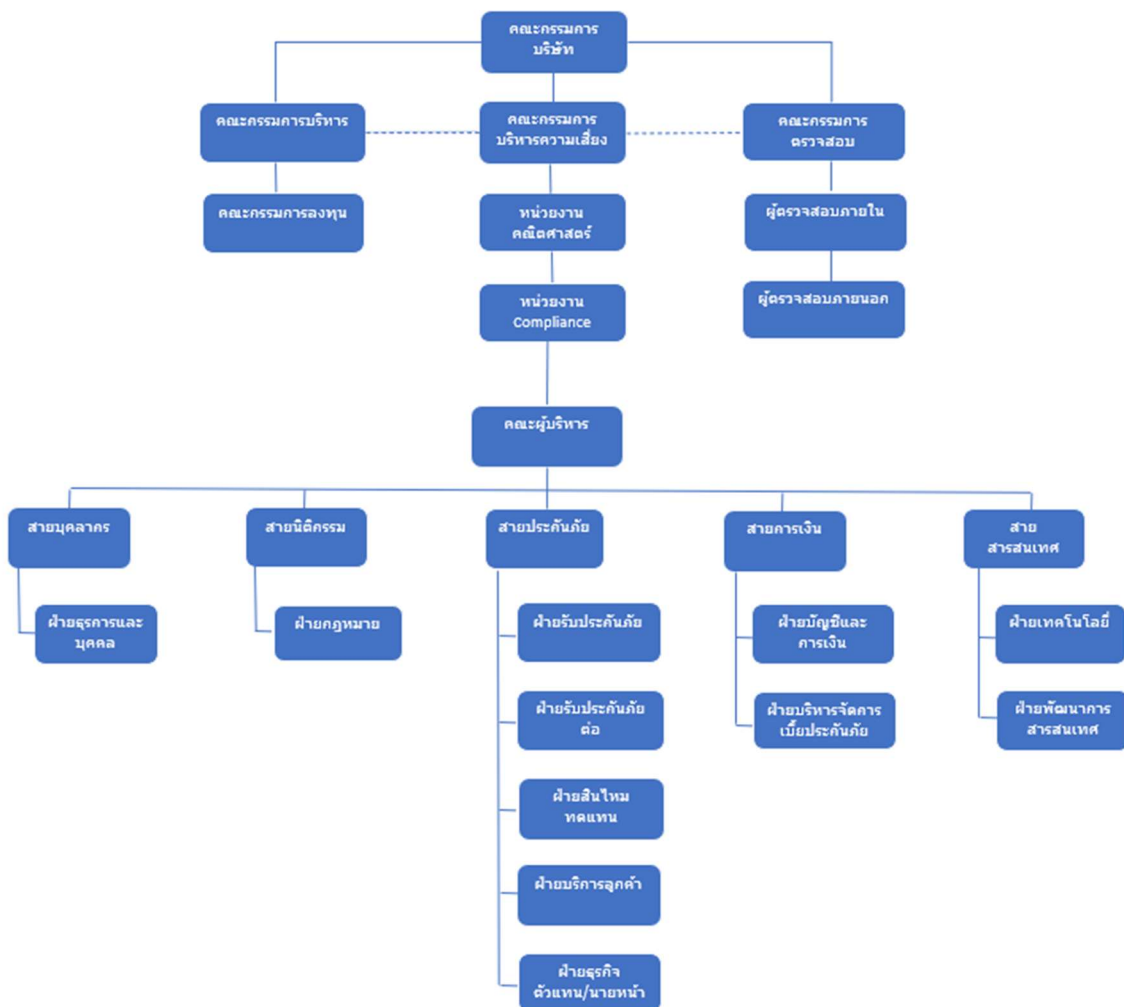 คณะกรรมการ
บริษัท
คณะกรรมการบริหาร
คณะกรรมการ
บริหารความเสี่ยง
คณะกรรมการ
ตรวจสอบ
คณะกรรมการองทุน
หน่วยงาน
คณิตศาสตร์
ผู้ตรวจสอบภายใน
หน่วยงาน
Compliance
ผู้ตรวจสอบภายนอก
คณะผู้บริหาร
สายบุคลากร
สายนิติกรรม
สายประกันภัย
สายการเงิน
สาย
สารสนเทศ
ฝ่ายธุรการและ
บุคคล
ฝ่ายกฎหมาย
ฝ่ายรับประกันภัย
ฝ่ายบัญชีและ
การเงิน
ฝ่ายเทคโนโลยี่
ฝ่ายรับประกันภัย
ต่อ
ฝ่ายบริหารจัดการ
เบี้ยประกันภัย
ฝ่ายพัฒนาการ
สารสนเทศ
ฝ่ายสินไหม
ทดแทน
ฝ่ายบริการลูกค้า
ฝ่ายธุรกิจ
ตัวแทน/นายหน้า